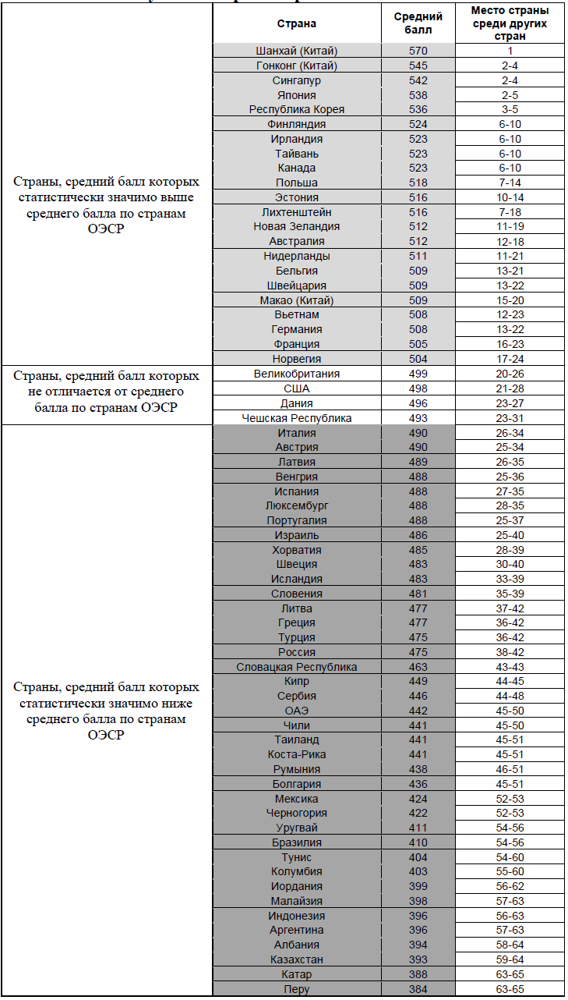 Страна Средний балл Место страны среди других стран
Страны, средний балл которых статистически значимо выше среднего балла по странам ОЭСР
Шанхай (Китай) 570 1
Гонконг (Китай) 545 2-4
Сингапур 542 2-4
Япония 538 2-5
Республика Корея 536 3-5
Финляндия 524 6-10
Ирландия 523 6-10
Тайвань 523 6-10
Канада 523 6-10
Польша 518 7-14
Эстония 516 10-14
Лихтенштейн 516 7-18
Новая Зеландия 512 11-19
Австралия 512 12-18
Нидерланды 511 11-21
Бельгия 509 13-21
Швейцария 509 13-22
Макао (Китай) 509 15-20
Вьетнам 508 12-23
Германия 508 13-22
Франция 505 16-23
Норвегия 504 17-24
Страны, средний балл которых не отличается от среднего балла по странам ОЭСР
Великобритания 499 20-26
США 498 21-28
Дания 496 23-27
Чешская Республика 493 23-31
Страны, средний балл которых статистически значимо ниже среднего балла по странам ОЭСР
Италия 490 26-34
Австрия 490 25-34
Латвия 489 26-35
Венгрия 488 25-36
Испания 488 27-35
Люксембург 488 28-35
Португалия 488 25-37
Израиль 486 25-40
Хорватия 485 28-39
Швеция 483 30-40
Исландия 483 33-39
Словения 481 35-39
Литва 477 37-42
Греция 477 36-42
Турция 475 36-42
Россия 475 38-42
Словацкая Республика 463 43-43
Кипр 449 44-45
Сербия 446 44-48
ОАЭ 442 45-50
Чили 441 45-50
Таиланд 441 45-51
Коста-Рика 441 45-51
Румыния 438 46-51
Болгария 436 45-51
Мексика 424 52-53
Черногория 422 52-53
Уругвай 411 54-56
Бразилия 410 54-56
Тунис 404 54-60
Колумбия 403 55-60
Иордания 399 56-62
Малайзия 398 57-63
Индонезия 396 56-63
Аргентина 396 57-63
Албания 394 58-64
Казахстан 393 59-64
Катар 388 63-65
Перу 384 63-65